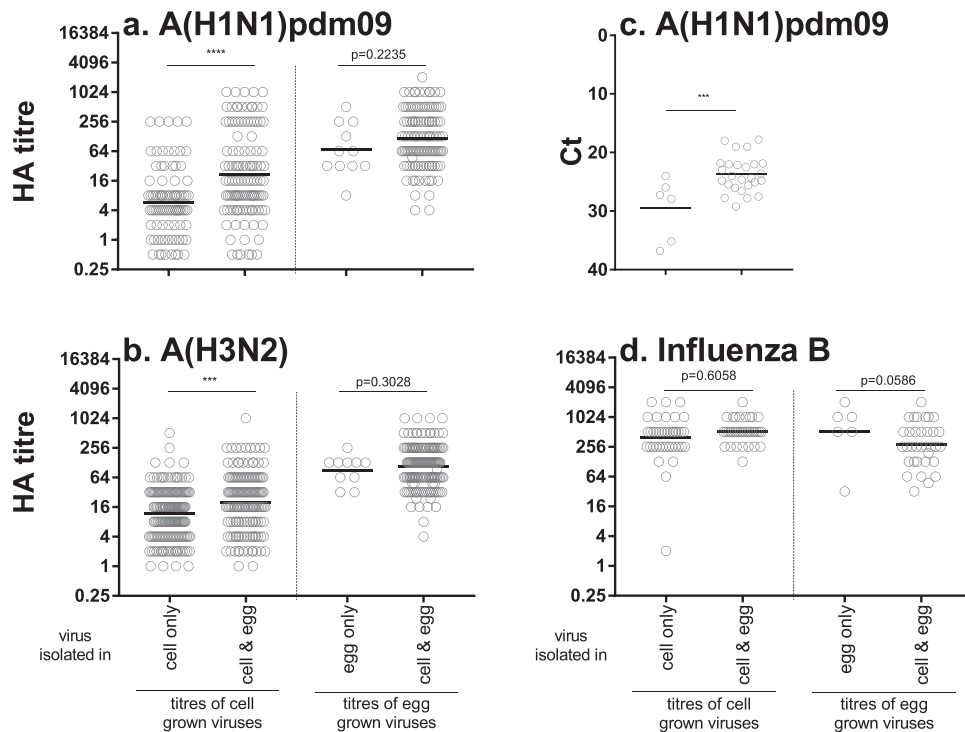 a. A(H1N1)pdm09
HA titre
16384
4096
1024
256
64
16
4
1
0.25
****
p=0.2235
c. A(H1N1)pdm09
Ct
0
10
20
30
40
***
b. A(H3N2)
HA titre
16384
4096
1024
256
64
16
4
1
0.25
***
p=0.3028
virus
isolated in
cell only
cell & egg
egg only
cell & egg
titres of cell
grown viruses
titres of egg
grown viruses
d. Influenza B
16384
4096
1024
256
64
16
4
1
0.25
p=0.6058
p=0.0586
virus
isolated in
cell only
cell & egg
egg only
cell & egg
titres of cell
grown viruses
titres of egg
grown viruses